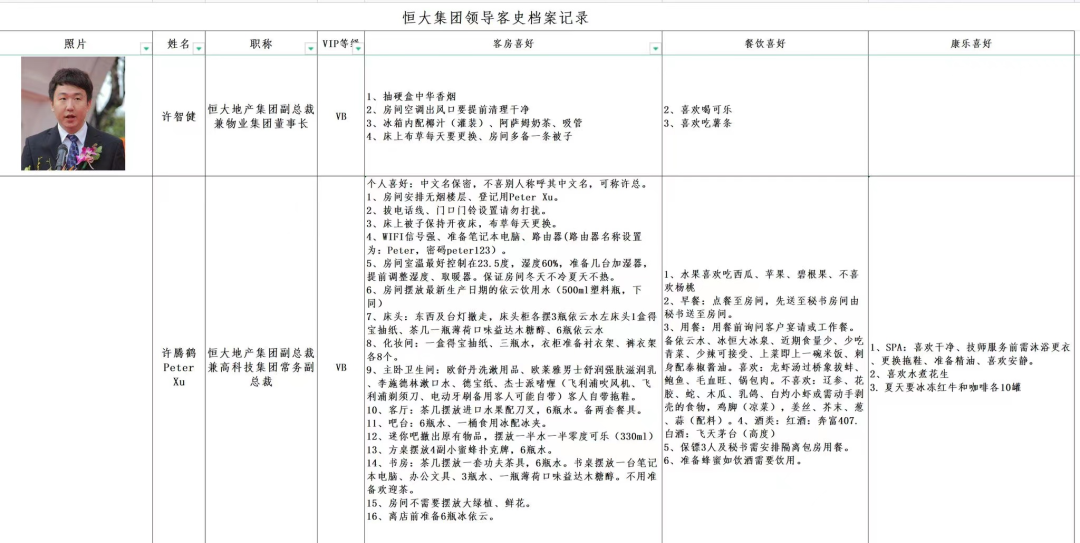 恒大集团领导客史档案记录
照片
姓名
职称
VIP等级
客房喜好
餐饮喜好
康乐喜好
许智健
恒大地产集团副总裁
兼物业集团董事长
VB
1、抽硬盒中华香烟
2、房间空调出风口要提前清理干净
3、冰箱内配椰汁（灌装）、阿萨姆奶茶、吸管
4、床上布草每天要更换、房间多备一条被子
2、喜欢喝可乐
3、喜欢吃薯条
许腾鹤
Peter
Xu
恒大地产集团副总裁
兼高科技集团常务副
总裁
VB
个人喜好：中文名保密，不喜别人称呼其中文名，可称许总。
1、房间安排无烟楼层、登记用Peter Xu。
2、拔电话线、门口门铃设置请勿打扰。
3、床上被子保持开夜床，布草每天更换。
4、WIFI信号强、准备笔记本电脑、路由器(路由器名称设置
为：Peter，密码peter123）。
5、房间室温最好控制在23.5度，湿度60%，准备几台加湿器，
提前调整湿度、取暖器。保证房间冬天不冷夏天不热。
6、房间摆放最新生产日期的依云饮用水（500ml塑料瓶，下
同）
7、床头：东西及台灯撤走，床头柜各摆3瓶依云水左床头1盒得
宝抽纸、茶几一瓶薄荷口味益达木糖醇、6瓶依云水
8、化妆间：一盒得宝抽纸、三瓶水，衣柜准备衬衣架、裤衣架
各8个。
9、主卧卫生间：欧舒丹洗漱用品、欧莱雅男士舒润强肤滋润乳
、李施德林漱口水、德宝纸、杰士派啫喱（飞利浦吹风机、飞
利浦剃须刀、电动牙刷备用客人可能自带）客人自带拖鞋。
10、客厅：茶几摆放进口水果配刀叉，6瓶水。备两套餐具。
11、吧台：6瓶水、一桶食用冰配冰夹。
12、迷你吧撤出原有物品，摆放一半水一半零度可乐（330ml）
13、方桌摆放4副小蜜蜂扑克牌，6瓶水。
14、书房：茶几摆放一套功夫茶具，6瓶水。书桌摆放一台笔记
本电脑、办公文具、3瓶水、一瓶薄荷口味益达木糖醇。不用准
备欢迎茶。
15、房间不需要摆放大绿植、鲜花。
16、离店前准备6瓶冰依云。
1、水果喜欢吃西瓜、苹果、碧根果、不喜
欢杨桃
2、早餐：点餐至房间，先送至秘书房间由
秘书送至房间。
3、用餐：用餐前询问客户宴请或工作餐。
备依云水、冰恒大冰泉、近期食量少、少吃
青菜、少辣可接受、上菜即上一碗米饭、刺
身配泰椒酱油。喜欢：龙虾汤过桥象拔蚌、
鲍鱼、毛血旺、锅包肉。不喜欢：辽参、花
胶、蛇、木瓜、乳鸽、白灼小虾或需动手剥
壳的食物，鸡脚（凉菜），姜丝、芥末、葱
、蒜（配料）。4、酒类：红酒：奔富407.
白酒：飞天茅台（高度）
5、保镖3人及秘书需安排隔离包房用餐。
6、准备蜂蜜如饮酒需要饮用。
1、SPA：喜欢干净、技师服务前需沐浴更衣
、更换拖鞋、准备精油、喜欢安静。
2、喜欢水煮花生
3、夏天要冰冻红牛和咖啡各10罐